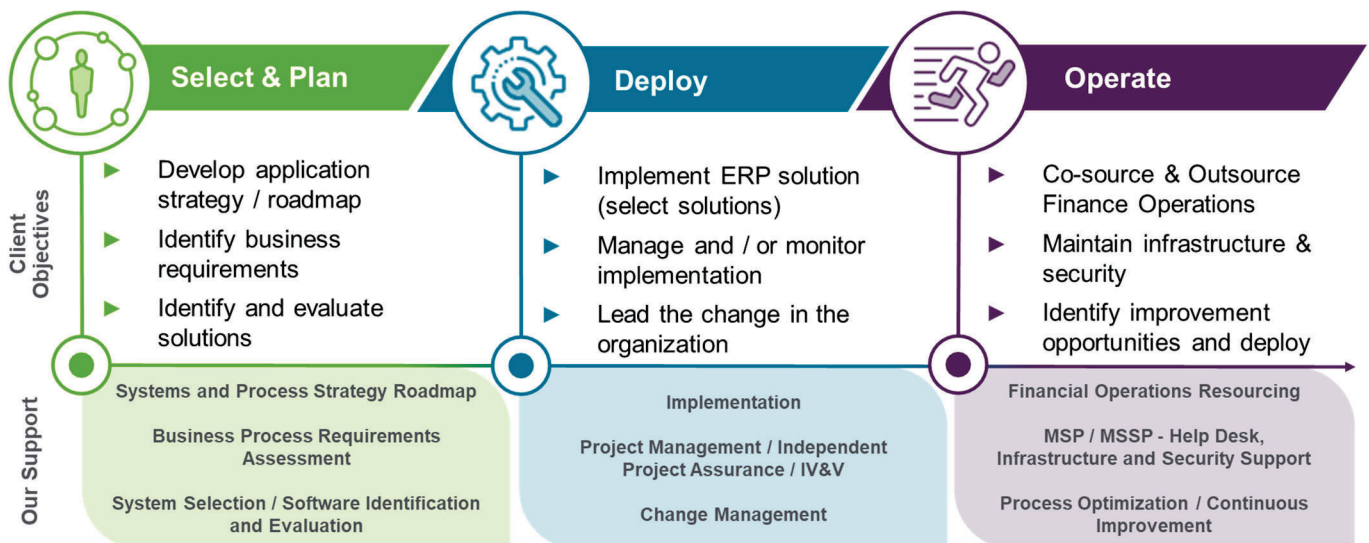 Select & Plan
Deploy
Operate
Client
Objectives
Develop application
strategy / roadmap
Identify business
requirements
Identify and evaluate
solutions
Implement ERP solution
(select solutions)
Manage and / or monitor
implementation
Lead the change in the
organization
Co-source & Outsource
Finance Operations
Maintain infrastructure &
security
Identify improvement
opportunities and deploy
Our Support
Systems and Process Strategy Roadmap
Business Process Requirements
Assessment
System Selection / Software Identification
and Evaluation
Implementation
Project Management / Independent
Project Assurance / IV&V
Change Management
Financial Operations Resourcing
MSP / MSSP - Help Desk,
Infrastructure and Security Support
Process Optimization / Continuous
Improvement